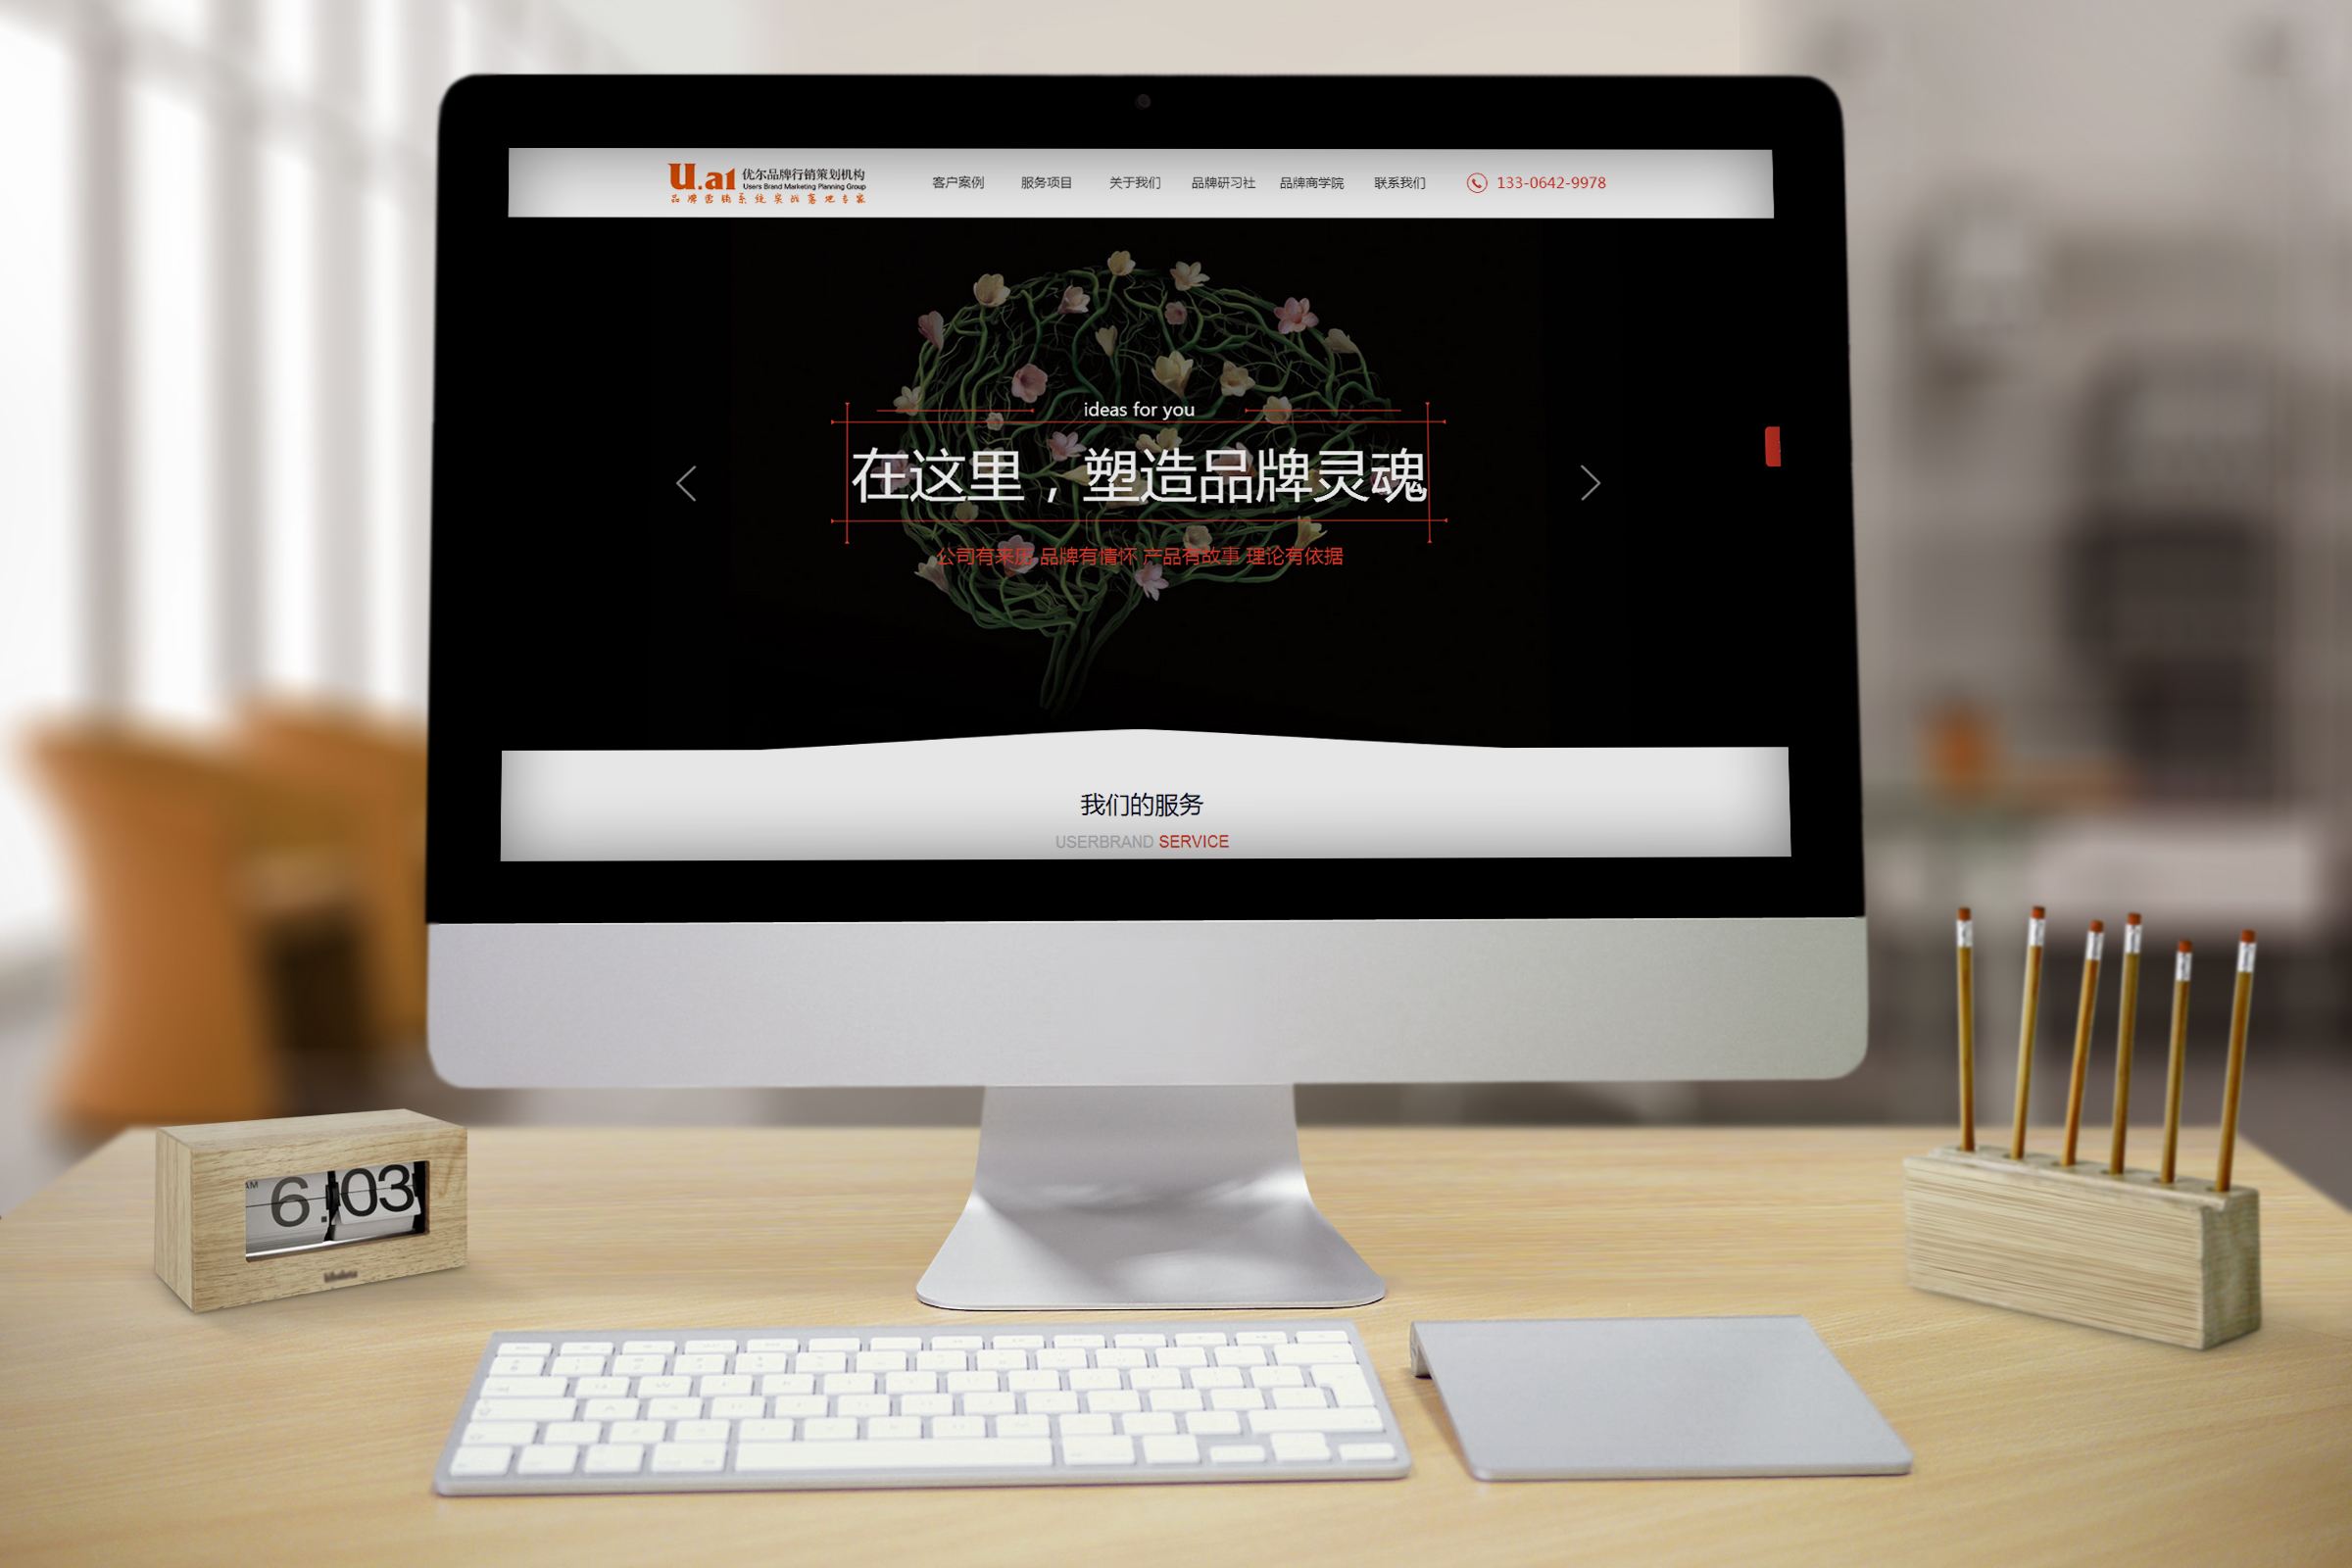 U.a1 优尔品牌行销策划机构
Users Brand Marketing Planning Group
品牌营销系统实战落地专家
客户案例 服务项目 关于我们 品牌研习社 品牌商学院 联系我们 133-0642-9978
ideas for you
在这里，塑造品牌灵魂
公司有来历 品牌有情怀 产品有故事 理论有依据
我们的服务
USERBRAND SERVICE
AM 6:03